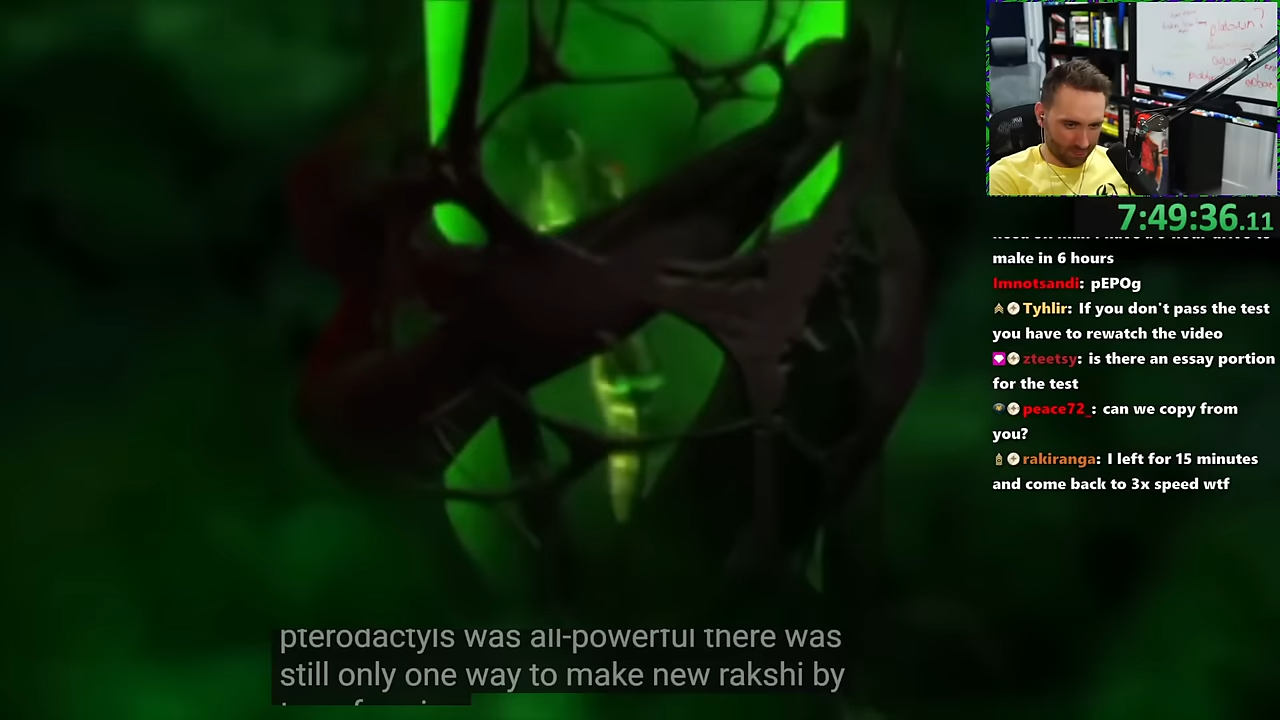 7:49:36.11
make in 6 hours
Imnotsandi: pEPOg
Tyhlir: If you don't pass the test
you have to rewatch the video
zteetsy: is there an essay portion
for the test
peace72_: can we copy from
you?
rakiranga: I left for 15 minutes
and come back to 3x speed wtf
pterodactyls was all-powerful there was
still only one way to make new rakshi by